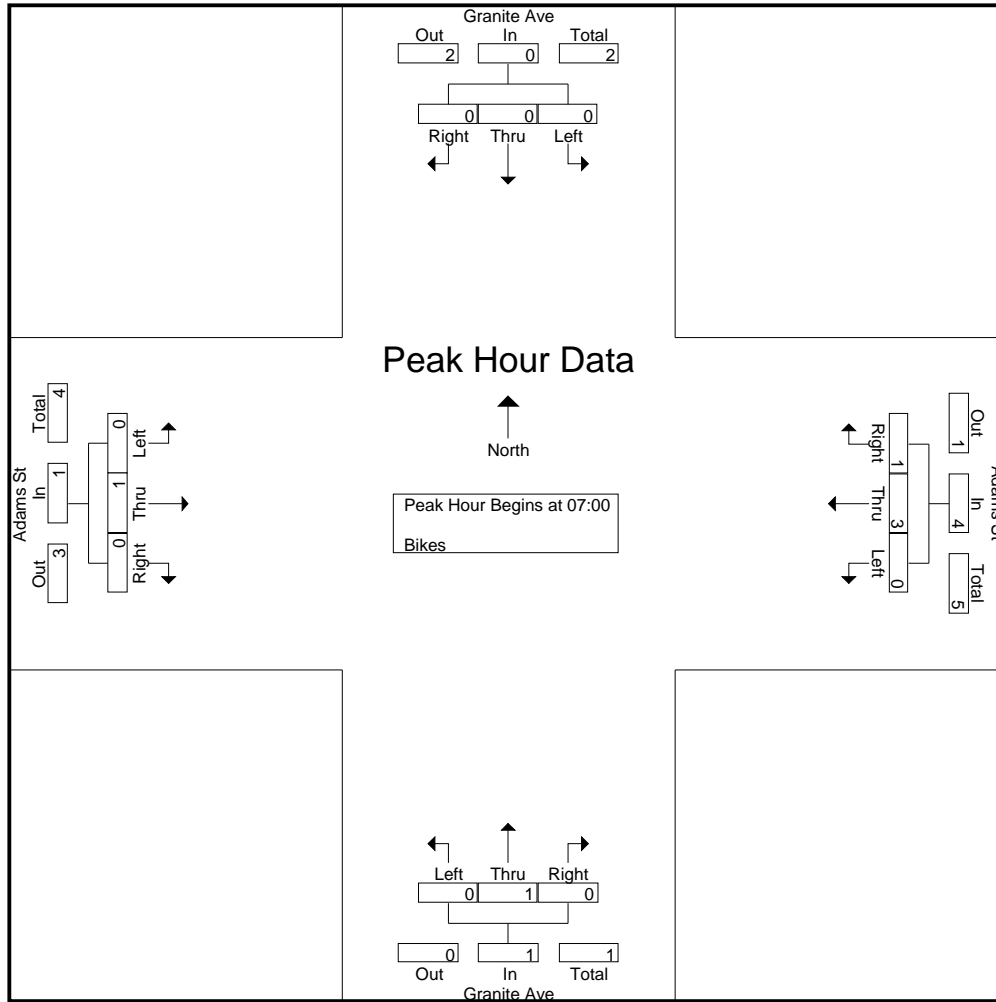 Granite Ave
Out In Total
2 0 2
0 0 0
Right Thru Left
Peak Hour Data
North
Peak Hour Begins at 07:00
Bikes
Adams St
Total In Out
4 1 3
0 1 0
Left Thru Right
Right Thru Left
1 3 0
1 4 5
Out In Total
Adams St
Left Thru Right
0 1 0
0 1 1
Out In Total
Granite Ave